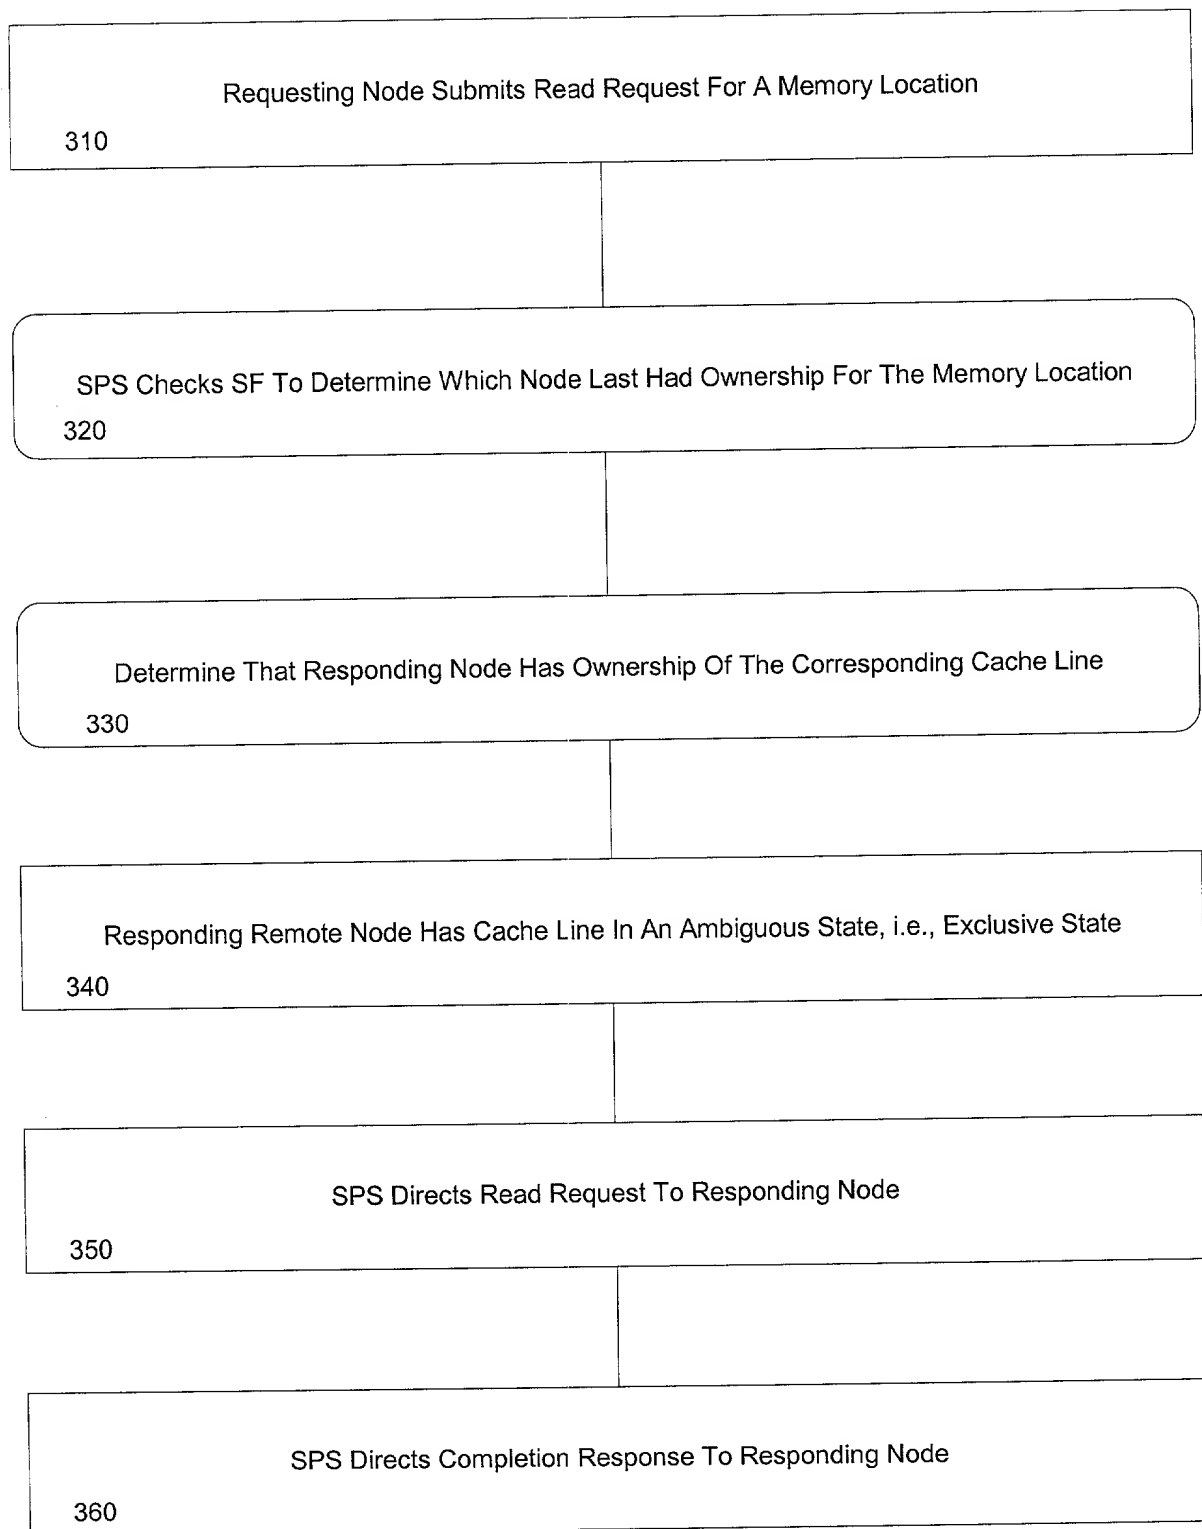 Requesting Node Submits Read Request For A Memory Location
310
SPS Checks SF To Determine Which Node Last Had Ownership For The Memory Location
320
Determine That Responding Node Has Ownership Of The Corresponding Cache Line
330
Responding Remote Node Has Cache Line In An Ambiguous State, i.e., Exclusive State
340
SPS Directs Read Request To Responding Node
350
SPS Directs Completion Response To Responding Node
360